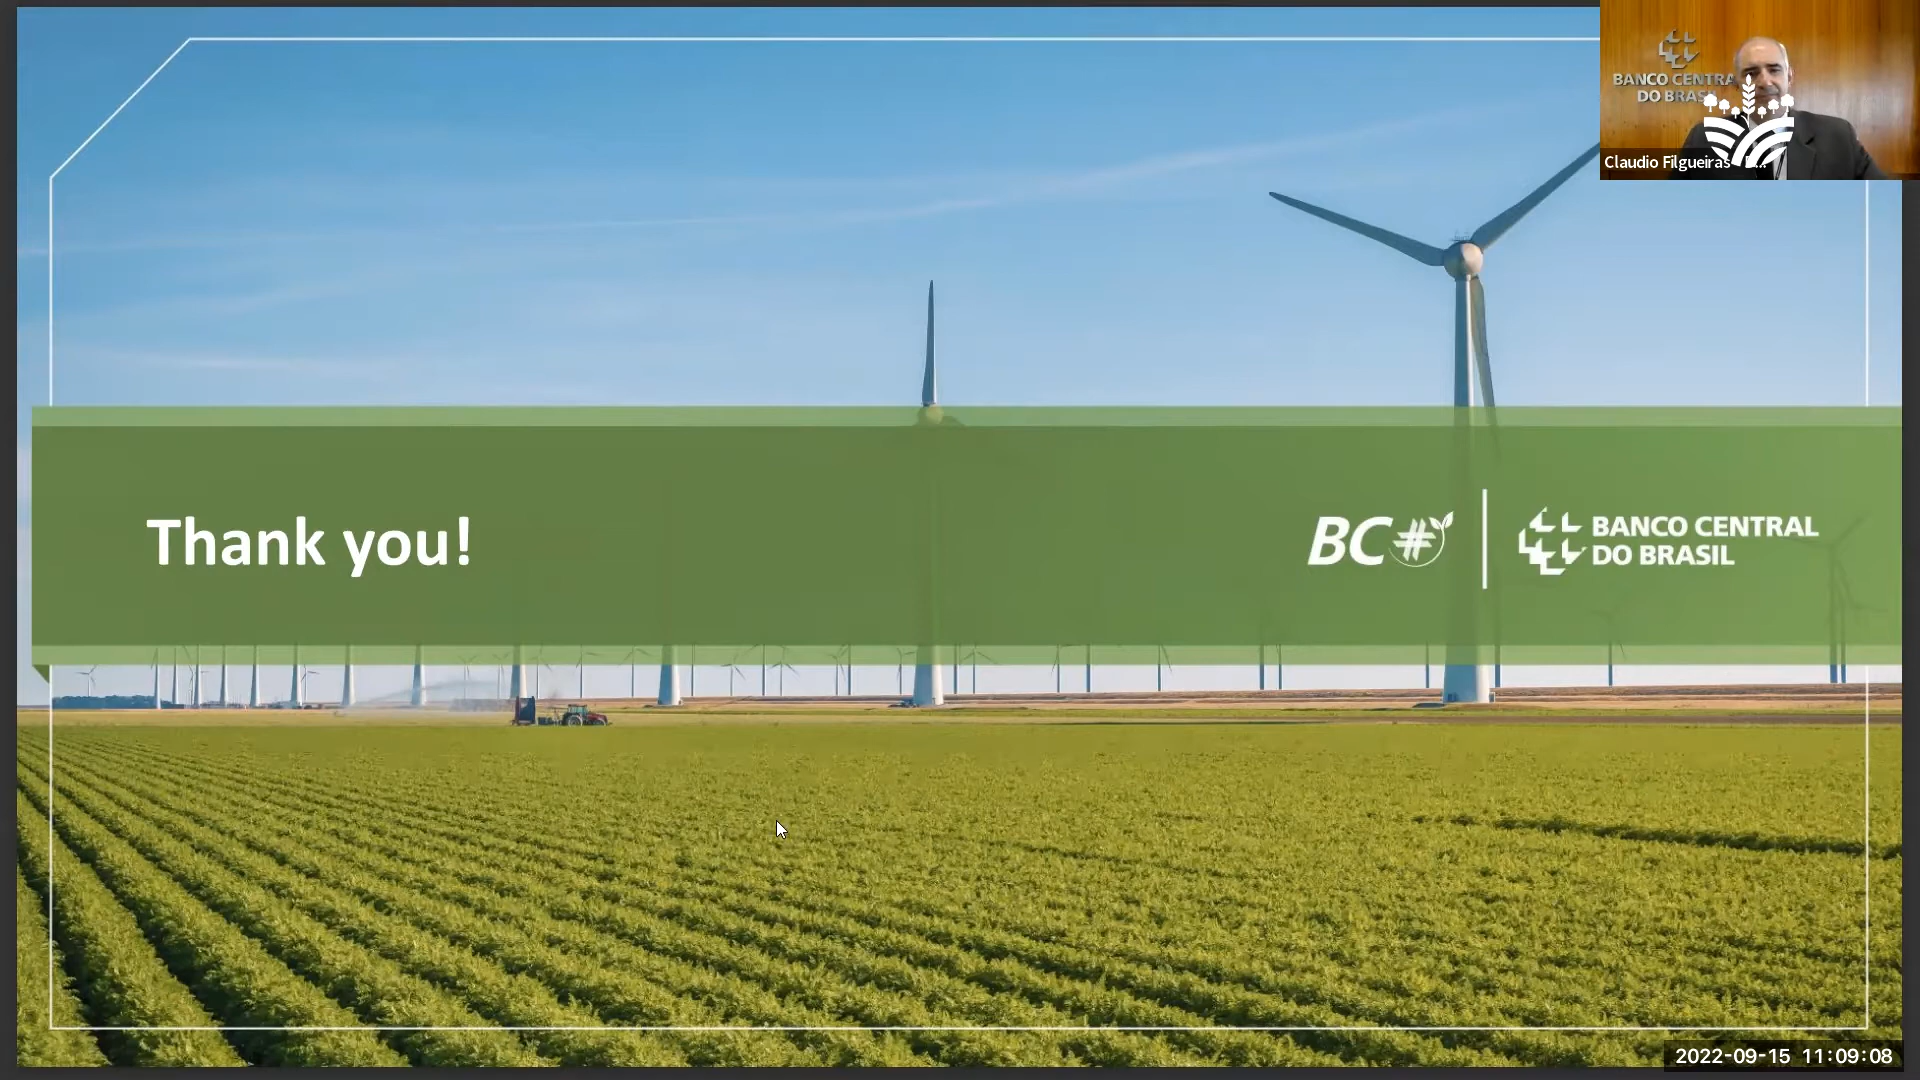 BANCO CENTRA
DO BRAS
Claudio Filgueiras
Thank you!
BC#
BANCO CENTRAL
DO BRASIL
2022-09-15 11:09:08